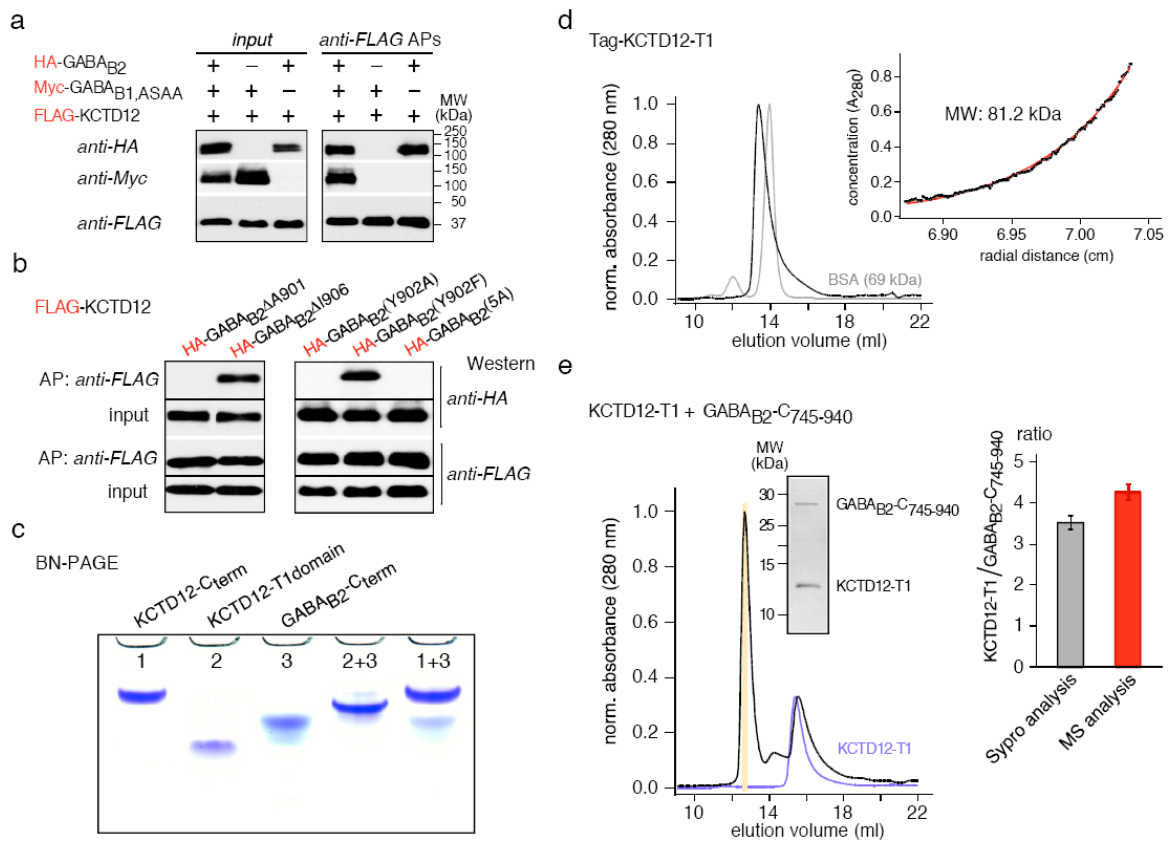 a
input
anti-FLAG APs
HA-GABAB2 + – + + – +
Myc-GABAB1,ASAA + + – + + –
FLAG-KCTD12 + + + + + +
MW
(kDa)
anti-HA
250
150
100
anti-Myc
150
100
50
anti-FLAG
37
b
FLAG-KCTD12
HA-GABAB2ΔA901
HA-GABAB2ΔI906
HA-GABAB2(Y902A)
HA-GABAB2(Y902F)
HA-GABAB2(5A)
Western
AP: anti-FLAG
input
anti-HA
AP: anti-FLAG
input
anti-FLAG
c
BN-PAGE
KCTD12-Cterm
KCTD12-T1domain
GABAB2-Cterm
1 2 3 2+3 1+3
d
Tag-KCTD12-T1
norm. absorbance (280 nm)
1.0
0.8
0.6
0.4
0.2
0.0
BSA (69 kDa)
10 14 18 22
elution volume (ml)
concentration (A280)
0.8
0.6
0.4
0.2
0.0
MW: 81.2 kDa
6.90 6.95 7.00 7.05
radial distance (cm)
e
KCTD12-T1 + GABAB2-C745-940
norm. absorbance (280 nm)
1.0
0.8
0.6
0.4
0.2
0.0
MW
(kDa)
30
25
15
10
GABAB2-C745-940
KCTD12-T1
KCTD12-T1
10 14 18 22
elution volume (ml)
ratio
KCTD12-T1/GABAB2-C745-940
5
4
3
2
1
0
Sypro analysis
MS analysis